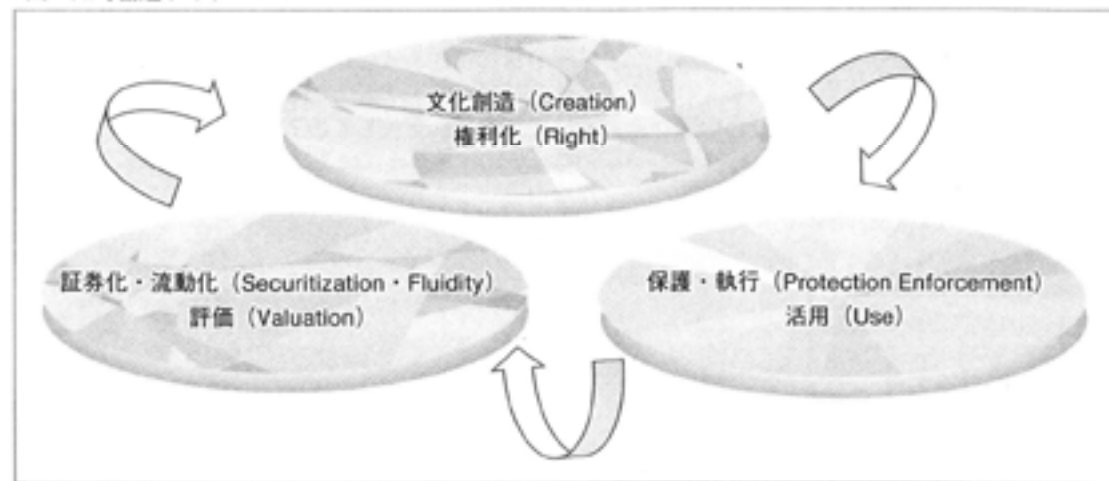 文化創造（Creation）
権利化（Right）
証券化・流動化（Securitization・Fluidity）
評価（Valuation）
保護・執行（Protection Enforcement）
活用（Use）